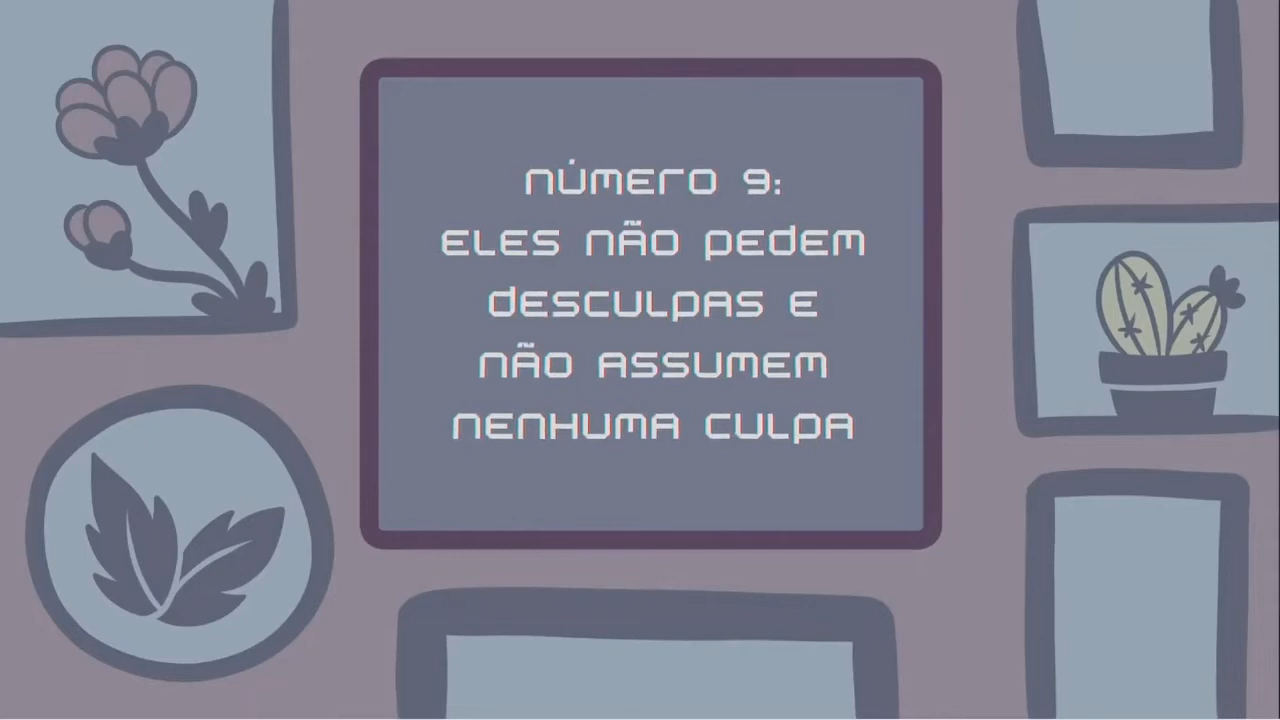 NÚMERO 9:
ELES NÃO PEDEM
DESCULPAS E
NÃO ASSUMEM
NENHUMA CULPA